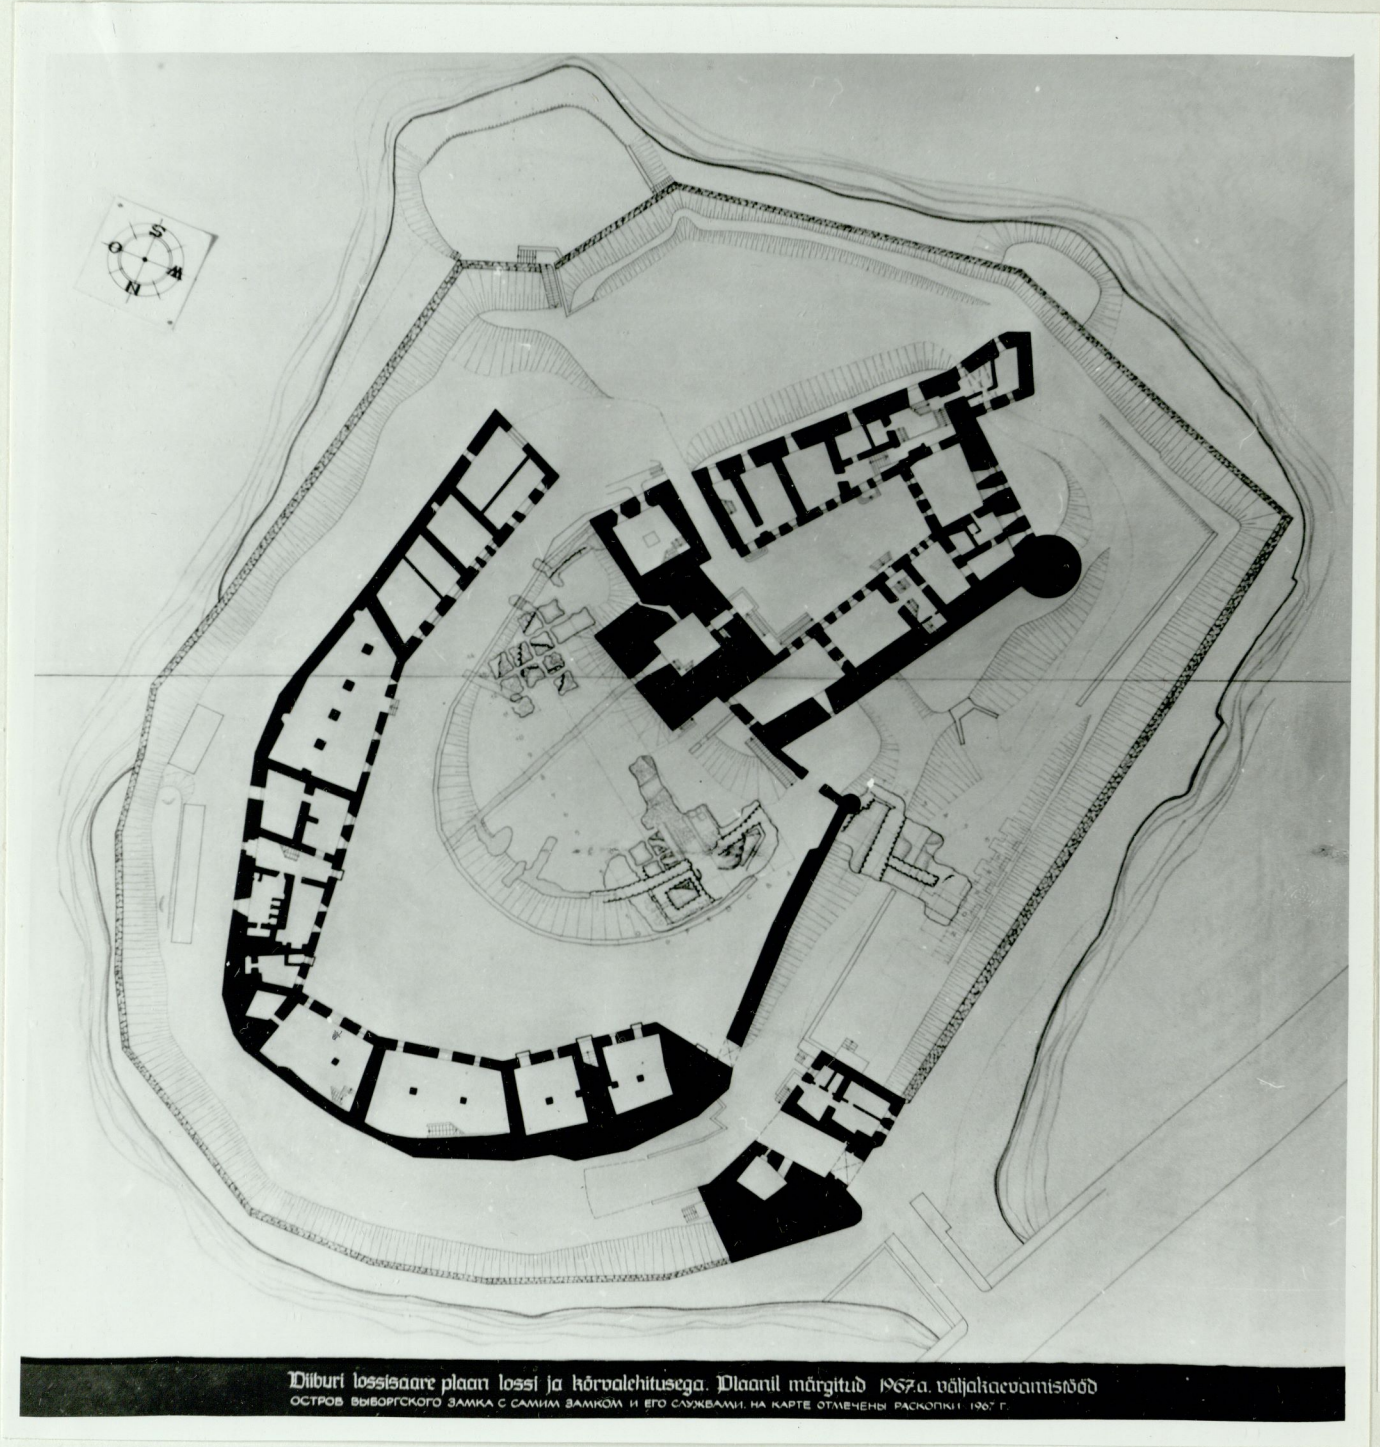 S
O
W
N
Viiburi lossisaare plaan lossi ja kõrvalehitusega. Plaanil märgitud 1967.a. väljakaevamistööd
ОСТРОВ ВЫБОРГСКОГО ЗАМКА С САМИМ ЗАМКОМ И ЕГО СЛУЖБАМИ. НА КАРТЕ ОТМЕЧЕНЫ РАСКОПКИ 1967 Г.